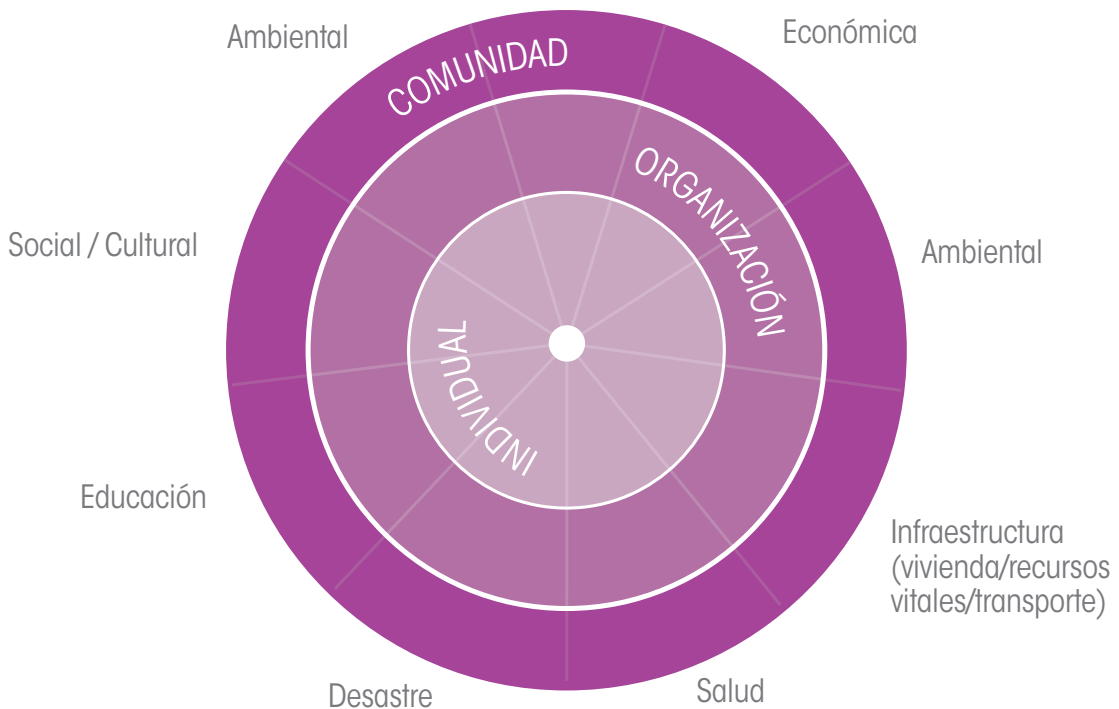 Ambiental
Económica
COMUNIDAD
ORGANIZACIÓN
Social / Cultural
Ambiental
INDIVIDUAL
Educación
Infraestructura
(vivienda/recursos
vitales/transporte)
Desastre
Salud